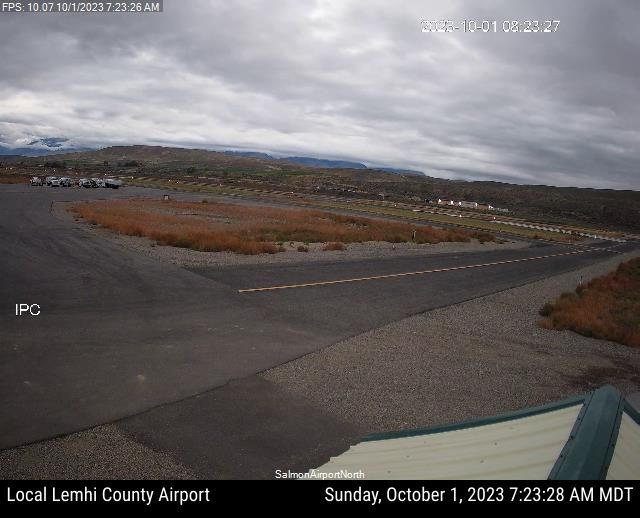 FPS: 10.07 10/1/2023 7:23:26 AM
2023-10-01 08:23:27
IPC
SalmonAirportNorth
Local Lemhi County Airport
Sunday, October 1, 2023 7:23:28 AM MDT